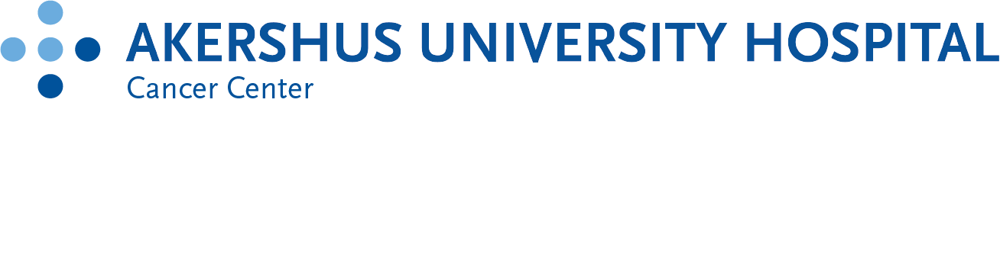 AKERSHUS UNIVERSITY HOSPITAL
Cancer Center